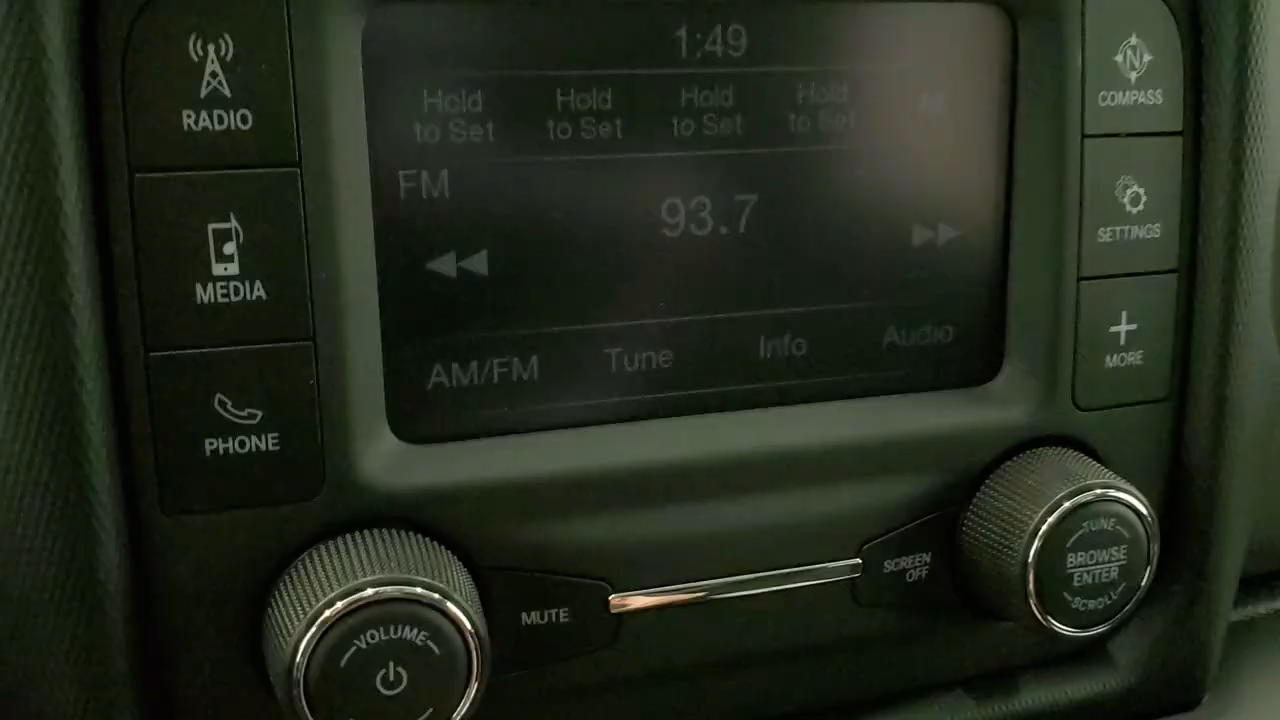 1:49
RADIO
Hold
to Set
Hold
to Set
Hold
to Set
Hold
to Set
N
COMPASS
FM
93.7
SETTINGS
MEDIA
AM/FM
Tune
Info
Audio
MORE
PHONE
TUNE
BROWSE
ENTER
SCROLL
SCREEN
OFF
MUTE
VOLUME